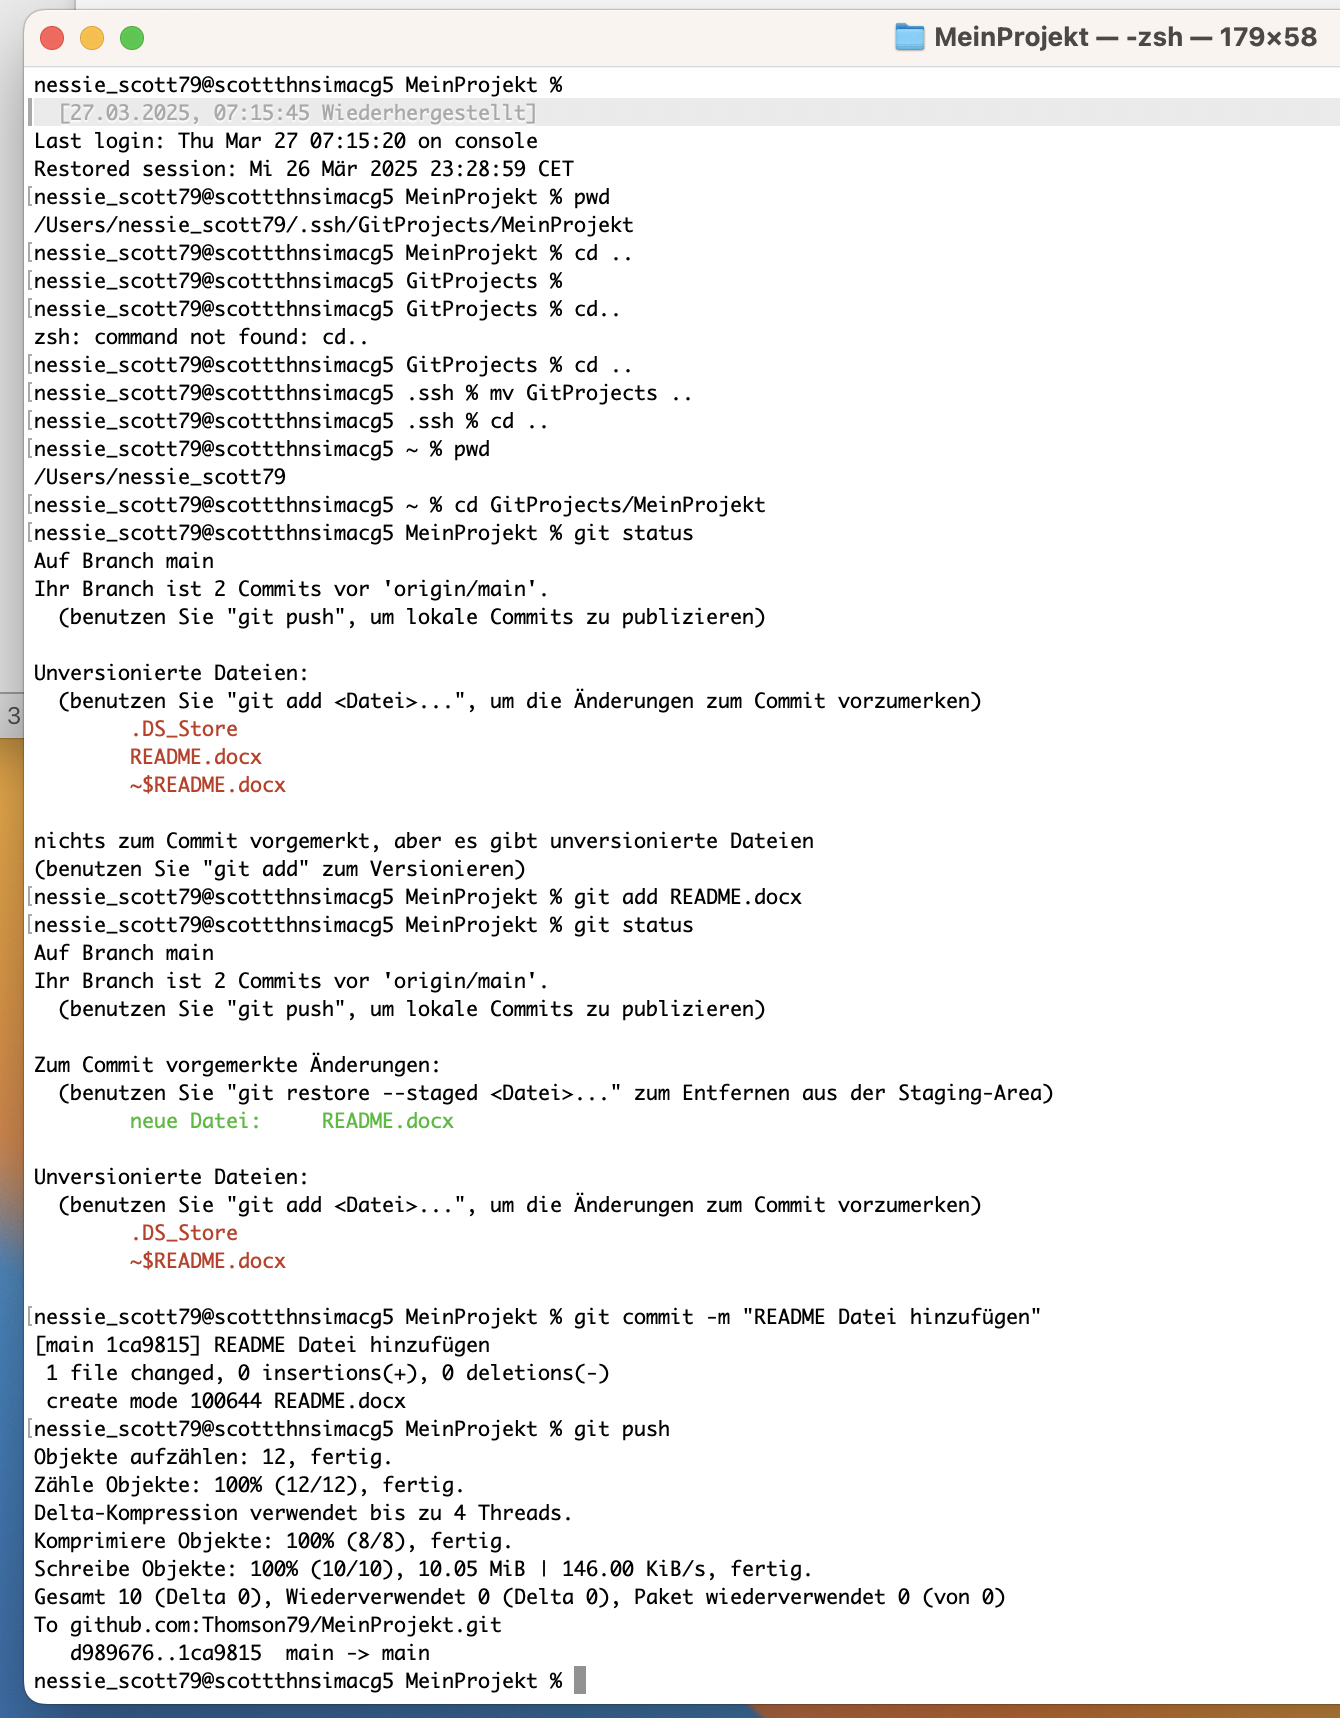 MeinProjekt — -zsh — 179×58
nessie_scott79@scottthnsimacg5 MeinProjekt %
[27.03.2025, 07:15:45 Wiederhergestellt]
Last login: Thu Mar 27 07:15:20 on console
Restored session: Mi 26 Mär 2025 23:28:59 CET
[nessie_scott79@scottthnsimacg5 MeinProjekt % pwd
/Users/nessie_scott79/.ssh/GitProjects/MeinProjekt
[nessie_scott79@scottthnsimacg5 MeinProjekt % cd ..
[nessie_scott79@scottthnsimacg5 GitProjects %
[nessie_scott79@scottthnsimacg5 GitProjects % cd..
zsh: command not found: cd..
[nessie_scott79@scottthnsimacg5 GitProjects % cd ..
[nessie_scott79@scottthnsimacg5 .ssh % mv GitProjects ..
[nessie_scott79@scottthnsimacg5 .ssh % cd ..
[nessie_scott79@scottthnsimacg5 ~ % pwd
/Users/nessie_scott79
[nessie_scott79@scottthnsimacg5 ~ % cd GitProjects/MeinProjekt
[nessie_scott79@scottthnsimacg5 MeinProjekt % git status
Auf Branch main
Ihr Branch ist 2 Commits vor 'origin/main'.
(benutzen Sie "git push", um lokale Commits zu publizieren)
Unversionierte Dateien:
(benutzen Sie "git add <Datei>...", um die Änderungen zum Commit vorzumerken)
3
.DS_Store
README.docx
~$README.docx
nichts zum Commit vorgemerkt, aber es gibt unversionierte Dateien
(benutzen Sie "git add" zum Versionieren)
[nessie_scott79@scottthnsimacg5 MeinProjekt % git add README.docx
[nessie_scott79@scottthnsimacg5 MeinProjekt % git status
Auf Branch main
Ihr Branch ist 2 Commits vor 'origin/main'.
(benutzen Sie "git push", um lokale Commits zu publizieren)
Zum Commit vorgemerkte Änderungen:
(benutzen Sie "git restore --staged <Datei>..." zum Entfernen aus der Staging-Area)
neue Datei: README.docx
Unversionierte Dateien:
(benutzen Sie "git add <Datei>...", um die Änderungen zum Commit vorzumerken)
.DS_Store
~$README.docx
[nessie_scott79@scottthnsimacg5 MeinProjekt % git commit -m "README Datei hinzufügen"
[main 1ca9815] README Datei hinzufügen
1 file changed, 0 insertions(+), 0 deletions(-)
create mode 100644 README.docx
[nessie_scott79@scottthnsimacg5 MeinProjekt % git push
Objekte aufzählen: 12, fertig.
Zähle Objekte: 100% (12/12), fertig.
Delta-Kompression verwendet bis zu 4 Threads.
Komprimiere Objekte: 100% (8/8), fertig.
Schreibe Objekte: 100% (10/10), 10.05 MiB | 146.00 KiB/s, fertig.
Gesamt 10 (Delta 0), Wiederverwendet 0 (Delta 0), Paket wiederverwendet 0 (von 0)
To github.com:Thomson79/MeinProjekt.git
d989676..1ca9815 main -> main
nessie_scott79@scottthnsimacg5 MeinProjekt %